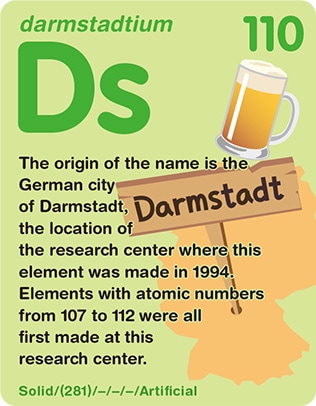 darmstadtium
110
Ds
The origin of the name is the
German city
of Darmstadt,
Darmstadt
the location of
the research center where this
element was made in 1994.
Elements with atomic numbers
from 107 to 112 were all
first made at this
research center.
Solid/(281)/–/–/–/Artificial